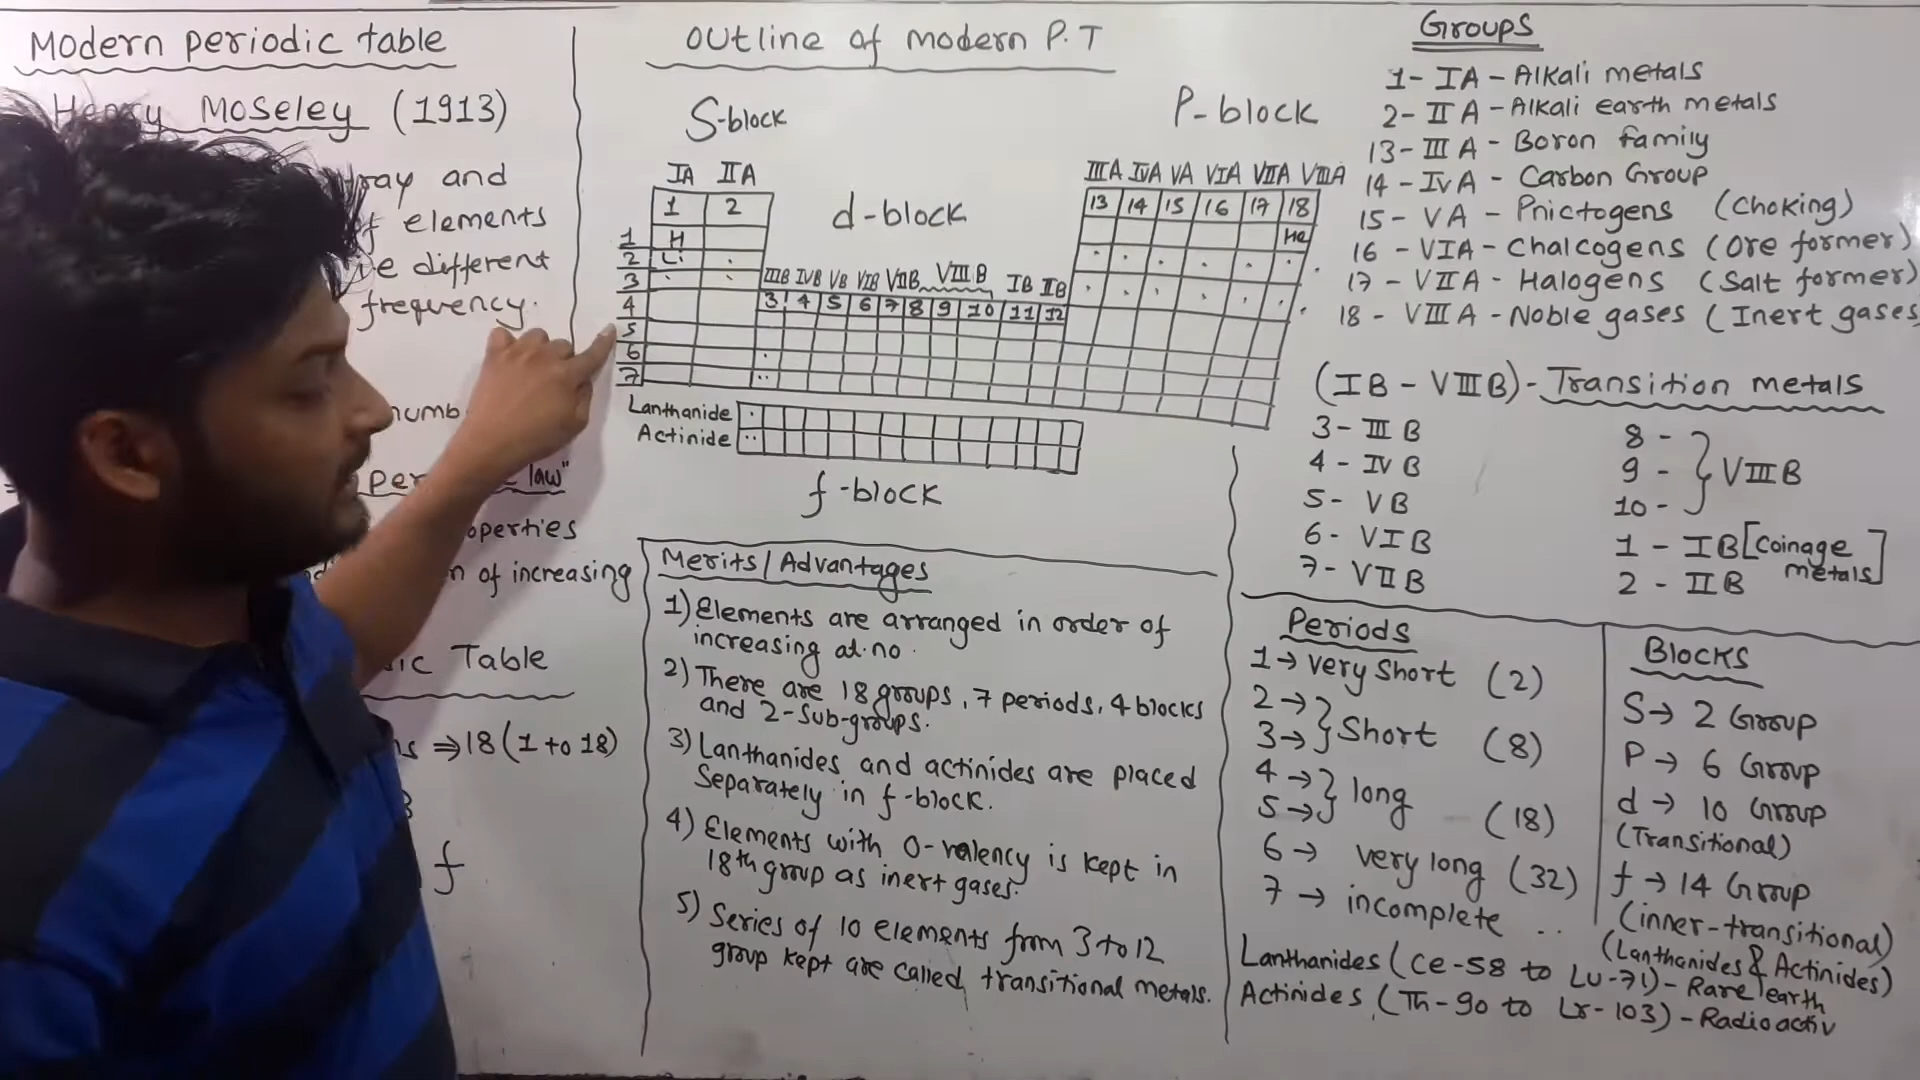 Modern periodic table
Henry Moseley (1913)
ray and
f elements
ive different
frequency.
numb
law"
operties
n of increasing
ic Table
ns ⇒ 18 (1 to 18)
f
Outline of modern P.T
S-block
P-block
IA IIA
IIIA IVA VA VIA VIIA VIIIA
1 2
d-block
13 14 15 16 17 18
1 H
He
2 Li
3
IIIB IVB VB VIB VIIB VIIIB IB IIB
4
3 4 5 6 7 8 9 10 11 12
5
6
7
Lanthanide
Actinide
f-block
Merits/Advantages
1) Elements are arranged in order of
increasing at.no.
2) There are 18 groups, 7 periods, 4 blocks
and 2-sub-groups.
3) Lanthanides and actinides are placed
Separately in f-block.
4) Elements with 0-valency is kept in
18th group as inert gases.
5) Series of 10 elements from 3 to 12
group kept are called transitional metals.
Groups
1 - IA - Alkali metals
2 - II A - Alkali earth metals
13 - III A - Boron family
14 - IVA - Carbon Group
15 - VA - Pnictogens (choking)
16 - VIA - Chalcogens (Ore former)
17 - VIIA - Halogens (Salt former)
18 - VIIIA - Noble gases (Inert gases
(IB - VIIIB) - Transition metals
3 - III B
4 - IV B
5 - VB
6 - VIB
7 - VIIB
8 -
9 - } VIIIB
10 -
1 - IB [Coinage
metals]
2 - IIB
Periods
1 → very short (2)
2 →
3 → } Short (8)
4 →
5 → } long (18)
6 → very long (32)
7 → incomplete ..
Blocks
S → 2 Group
P → 6 Group
d → 10 Group
(Transitional)
f → 14 Group
(inner-transitional)
(Lanthanides & Actinides)
Lanthanides (Ce-58 to Lu-71) - Rare earth
Actinides (Th-90 to Lr-103) - Radioactiv